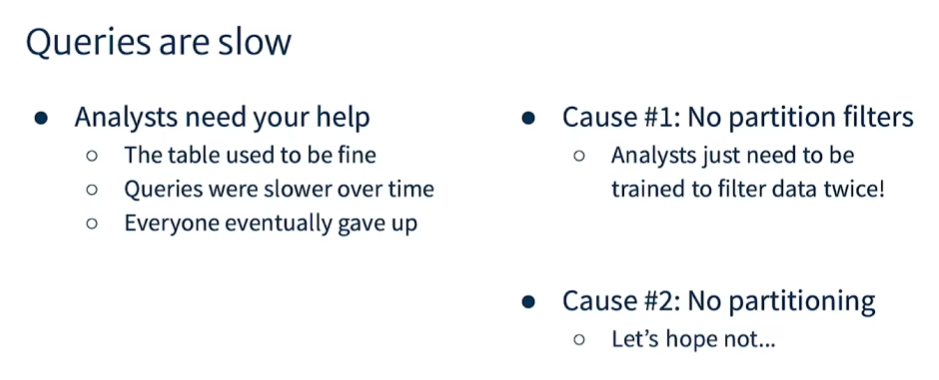 Queries are slow
● Analysts need your help
○ The table used to be fine
○ Queries were slower over time
○ Everyone eventually gave up
● Cause #1: No partition filters
○ Analysts just need to be
trained to filter data twice!
● Cause #2: No partitioning
○ Let's hope not...